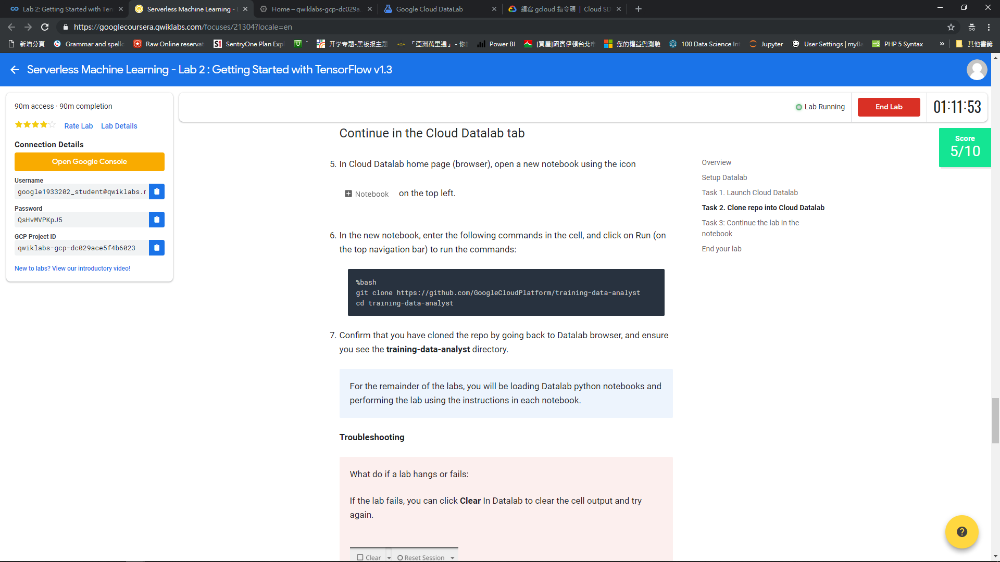 Lab 2: Getting Started with Ten
Serverless Machine Learning - L
Home – qwiklabs-gcp-dc029a
Google Cloud DataLab
編寫 gcloud 指令碼 | Cloud SD
https://googlecoursera.qwiklabs.com/focuses/21304?locale=en
新增分頁
Grammar and spellc
Raw Online reservat
S1 SentryOne Plan Expl
U `
开学专题-黑板报主题
「亞洲萬里通」 - 你的
Power BI
[買屋]國賓伊頓台北市
您的權益與測驗
100 Data Science Int
Jupyter
User Settings | myBa
w3 PHP 5 Syntax
»
其他書籤
Serverless Machine Learning - Lab 2 : Getting Started with TensorFlow v1.3
90m access · 90m completion
Rate Lab Lab Details
Connection Details
Open Google Console
Username
google1933202_student@qwiklabs.n
Password
QsHvMVPKpJ5
GCP Project ID
qwiklabs-gcp-dc029ace5f4b6023
New to labs? View our introductory video!
Lab Running
End Lab
01:11:53
Score
5/10
Continue in the Cloud Datalab tab
5. In Cloud Datalab home page (browser), open a new notebook using the icon
Notebook on the top left.
6. In the new notebook, enter the following commands in the cell, and click on Run (on
the top navigation bar) to run the commands:
%bash
git clone https://github.com/GoogleCloudPlatform/training-data-analyst
cd training-data-analyst
7. Confirm that you have cloned the repo by going back to Datalab browser, and ensure
you see the training-data-analyst directory.
For the remainder of the labs, you will be loading Datalab python notebooks and
performing the lab using the instructions in each notebook.
Troubleshooting
What do if a lab hangs or fails:
If the lab fails, you can click Clear In Datalab to clear the cell output and try
again.
Clear Reset Session
Overview
Setup Datalab
Task 1. Launch Cloud Datalab
Task 2. Clone repo into Cloud Datalab
Task 3: Continue the lab in the
notebook
End your lab
?